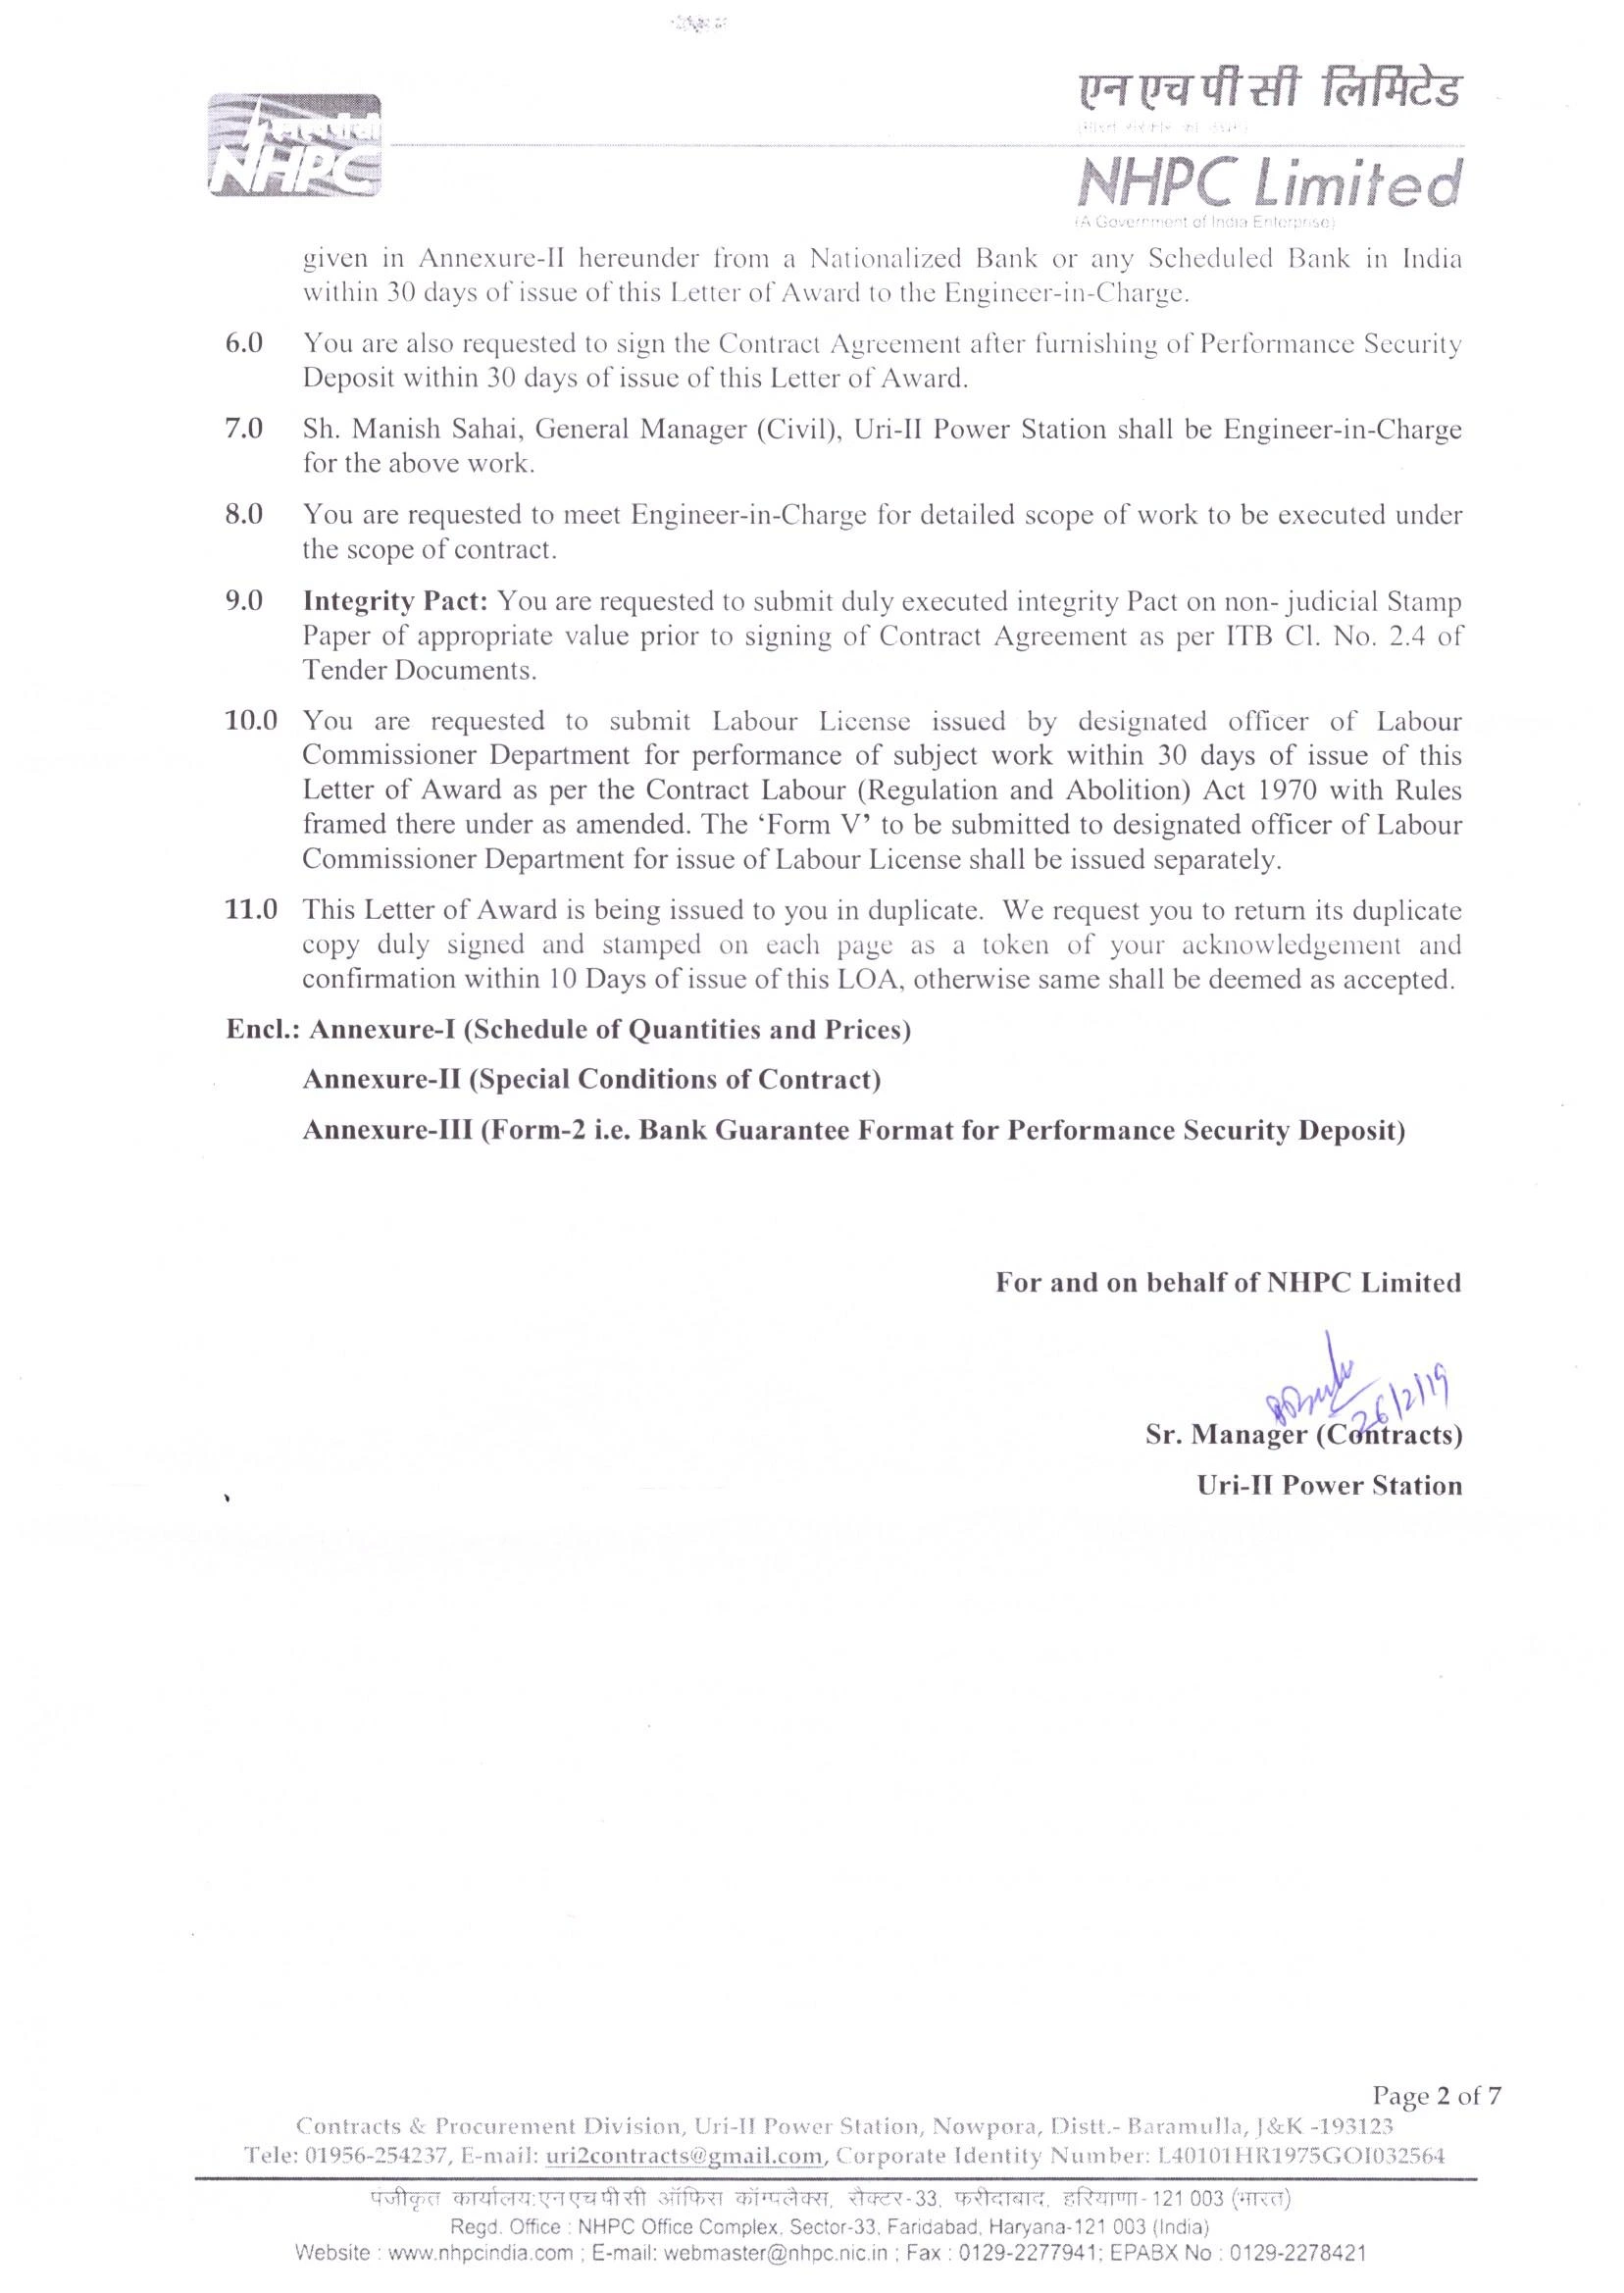 एन एच पी सी लिमिटेड
एनएचपीसी
NHPC
NHPC Limited
(A Government of India Enterprise)
given in Annexure-II hereunder from a Nationalized Bank or any Scheduled Bank in India
within 30 days of issue of this Letter of Award to the Engineer-in-Charge.
6.0 You are also requested to sign the Contract Agreement after furnishing of Performance Security
Deposit within 30 days of issue of this Letter of Award.
7.0 Sh. Manish Sahai, General Manager (Civil), Uri-II Power Station shall be Engineer-in-Charge
for the above work.
8.0 You are requested to meet Engineer-in-Charge for detailed scope of work to be executed under
the scope of contract.
9.0 Integrity Pact: You are requested to submit duly executed integrity Pact on non- judicial Stamp
Paper of appropriate value prior to signing of Contract Agreement as per ITB Cl. No. 2.4 of
Tender Documents.
10.0 You are requested to submit Labour License issued by designated officer of Labour
Commissioner Department for performance of subject work within 30 days of issue of this
Letter of Award as per the Contract Labour (Regulation and Abolition) Act 1970 with Rules
framed there under as amended. The ‘Form V’ to be submitted to designated officer of Labour
Commissioner Department for issue of Labour License shall be issued separately.
11.0 This Letter of Award is being issued to you in duplicate. We request you to return its duplicate
copy duly signed and stamped on each page as a token of your acknowledgement and
confirmation within 10 Days of issue of this LOA, otherwise same shall be deemed as accepted.
Encl.: Annexure-I (Schedule of Quantities and Prices)
Annexure-II (Special Conditions of Contract)
Annexure-III (Form-2 i.e. Bank Guarantee Format for Performance Security Deposit)
For and on behalf of NHPC Limited
26/2/19
Sr. Manager (Contracts)
Uri-II Power Station
Page 2 of 7
Contracts & Procurement Division, Uri-II Power Station, Nowpora, Distt.- Baramulla, J&K -193123
Tele: 01956-254237, E-mail: uri2contracts@gmail.com, Corporate Identity Number: L40101HR1975GOI032564
पंजीकृत कार्यालय:एन एच पी सी ऑफिस कॉम्पलैक्स, सैक्टर-33, फरीदाबाद, हरियाणा- 121 003 (भारत)
Regd. Office : NHPC Office Complex, Sector-33, Faridabad, Haryana-121 003 (India)
Website : www.nhpcindia.com ; E-mail: webmaster@nhpc.nic.in ; Fax : 0129-2277941; EPABX No : 0129-2278421